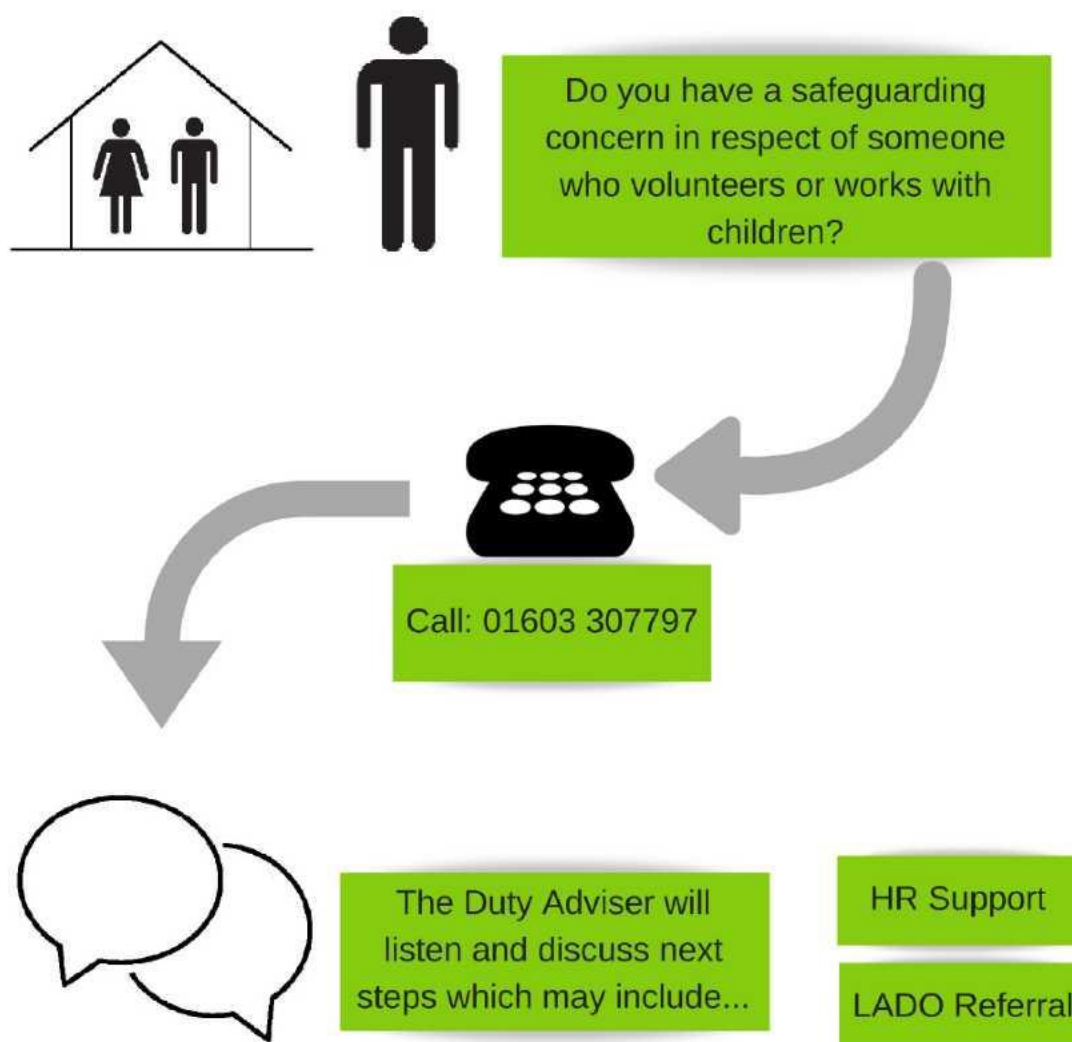 Do you have a safeguarding
concern in respect of someone
who volunteers or works with
children?
Call: 01603 307797
The Duty Adviser will
listen and discuss next
steps which may include...
HR Support
LADO Referral